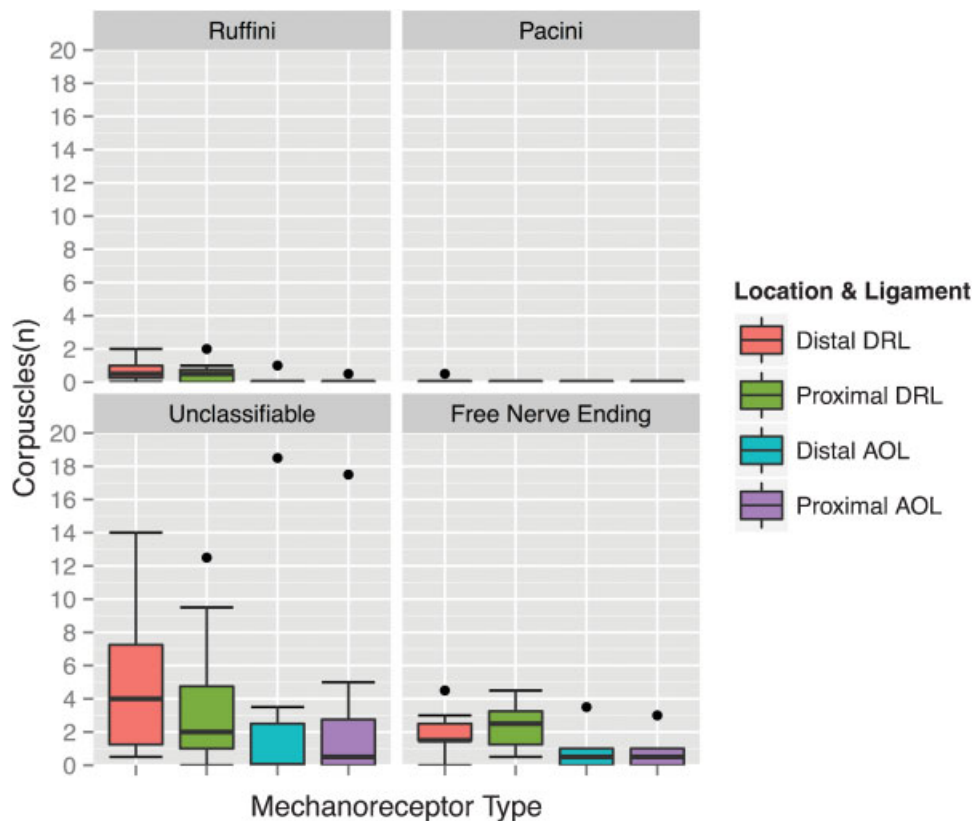 Ruffini
Pacini
20
18
16
14
12
10
8
6
4
2
0
Corpuscles(n)
Unclassifiable
Free Nerve Ending
20
18
16
14
12
10
8
6
4
2
0
Mechanoreceptor Type
Location & Ligament
Distal DRL
Proximal DRL
Distal AOL
Proximal AOL